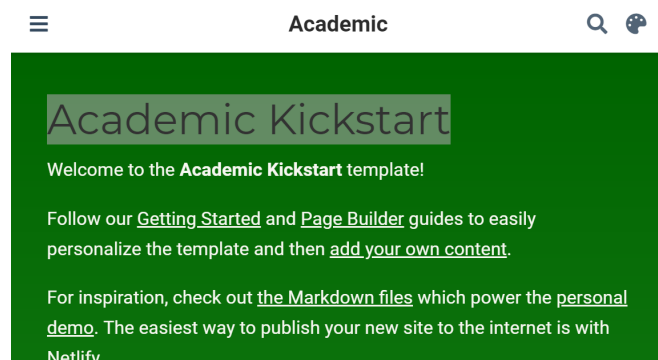 Academic
Academic Kickstart
Welcome to the Academic Kickstart template!
Follow our Getting Started and Page Builder guides to easily
personalize the template and then add your own content.
For inspiration, check out the Markdown files which power the personal
demo. The easiest way to publish your new site to the internet is with
Netlify.